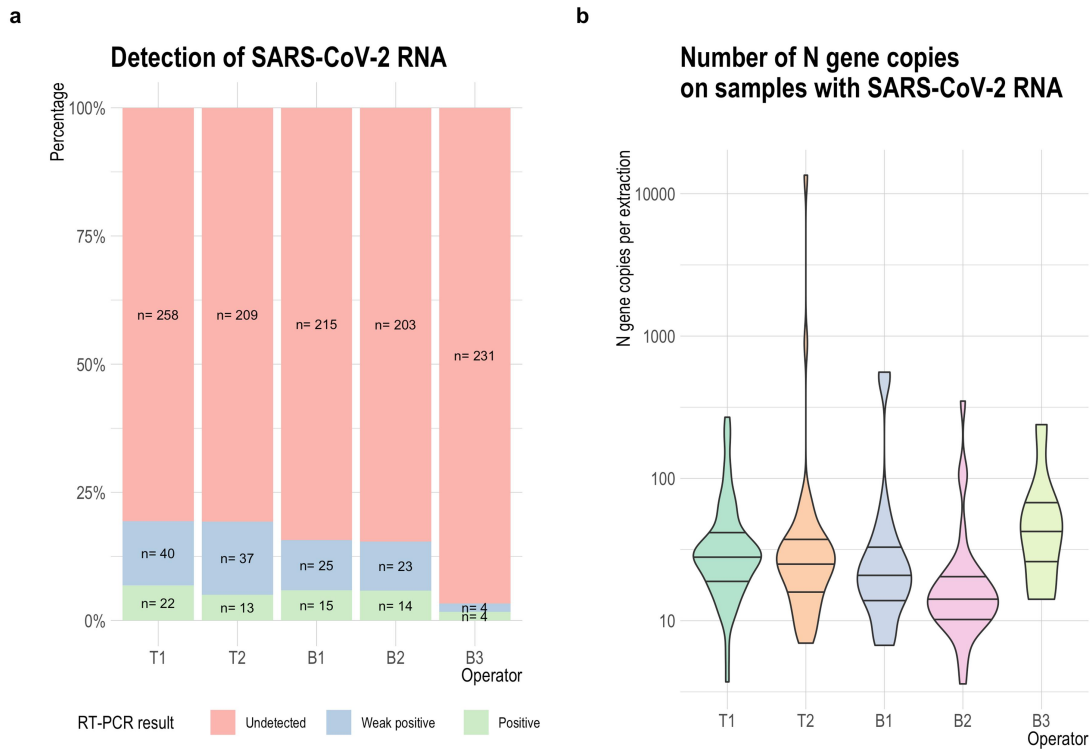 a
Detection of SARS-CoV-2 RNA
Percentage
100%
75%
50%
25%
0%
n= 258
n= 209
n= 215
n= 203
n= 231
n= 40
n= 37
n= 25
n= 23
n= 4
n= 22
n= 13
n= 15
n= 14
n= 4
T1
T2
B1
B2
B3
Operator
RT-PCR result
Undetected
Weak positive
Positive
b
Number of N gene copies
on samples with SARS-CoV-2 RNA
N gene copies per extraction
10000
1000
100
10
T1
T2
B1
B2
B3
Operator